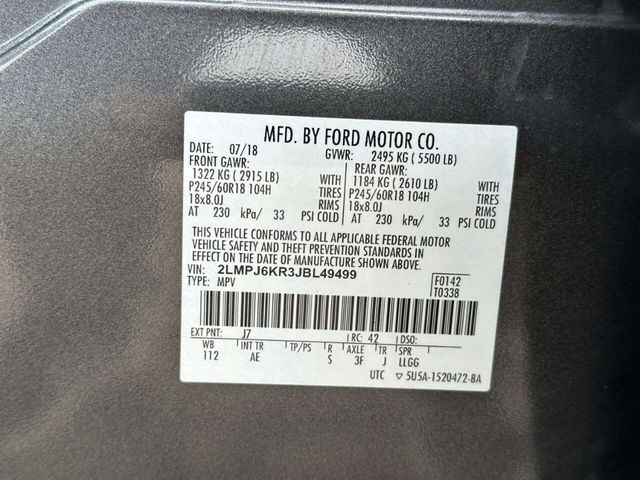 MFD. BY FORD MOTOR CO.
DATE: 07/18 GVWR: 2495 KG ( 5500 LB)
FRONT GAWR: REAR GAWR:
1322 KG ( 2915 LB) WITH 1184 KG ( 2610 LB) WITH
P245/60R18 104H TIRES P245/60R18 104H TIRES
18x8.0J RIMS 18x8.0J RIMS
AT 230 kPa/ 33 PSI COLD AT 230 kPa/ 33 PSI COLD
THIS VEHICLE CONFORMS TO ALL APPLICABLE FEDERAL MOTOR
VEHICLE SAFETY AND THEFT PREVENTION STANDARDS IN
EFFECT ON THE DATE OF MANUFACTURE SHOWN ABOVE.
VIN: 2LMPJ6KR3JBL49499 F0142
TYPE: MPV T0338
EXT PNT: J7 RC: 42 DSO:
WB INT TR TP/PS R AXLE TR SPR
112 AE S 3F J LLGG
UTC ▽ 5U5A-1520472-BA